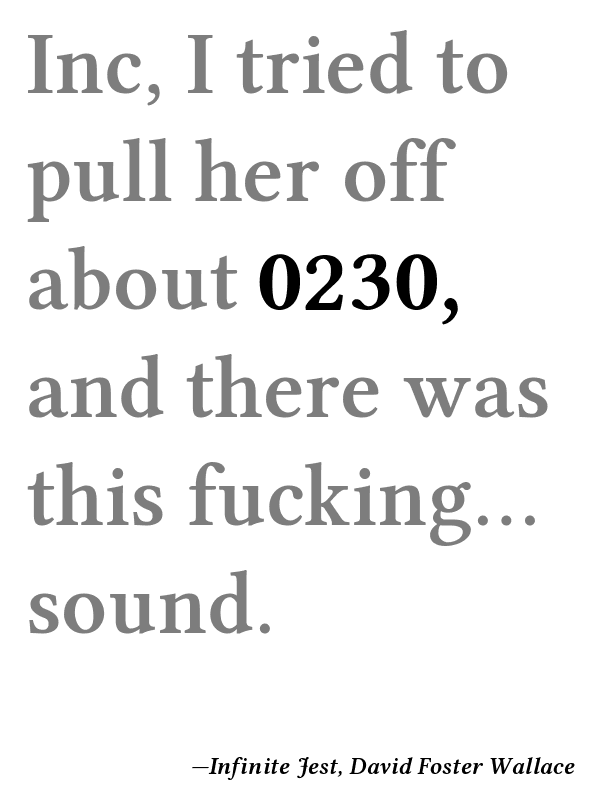 Inc, I tried to
pull her off
about 0230,
and there was
this fucking…
sound.
—Infinite Jest, David Foster Wallace